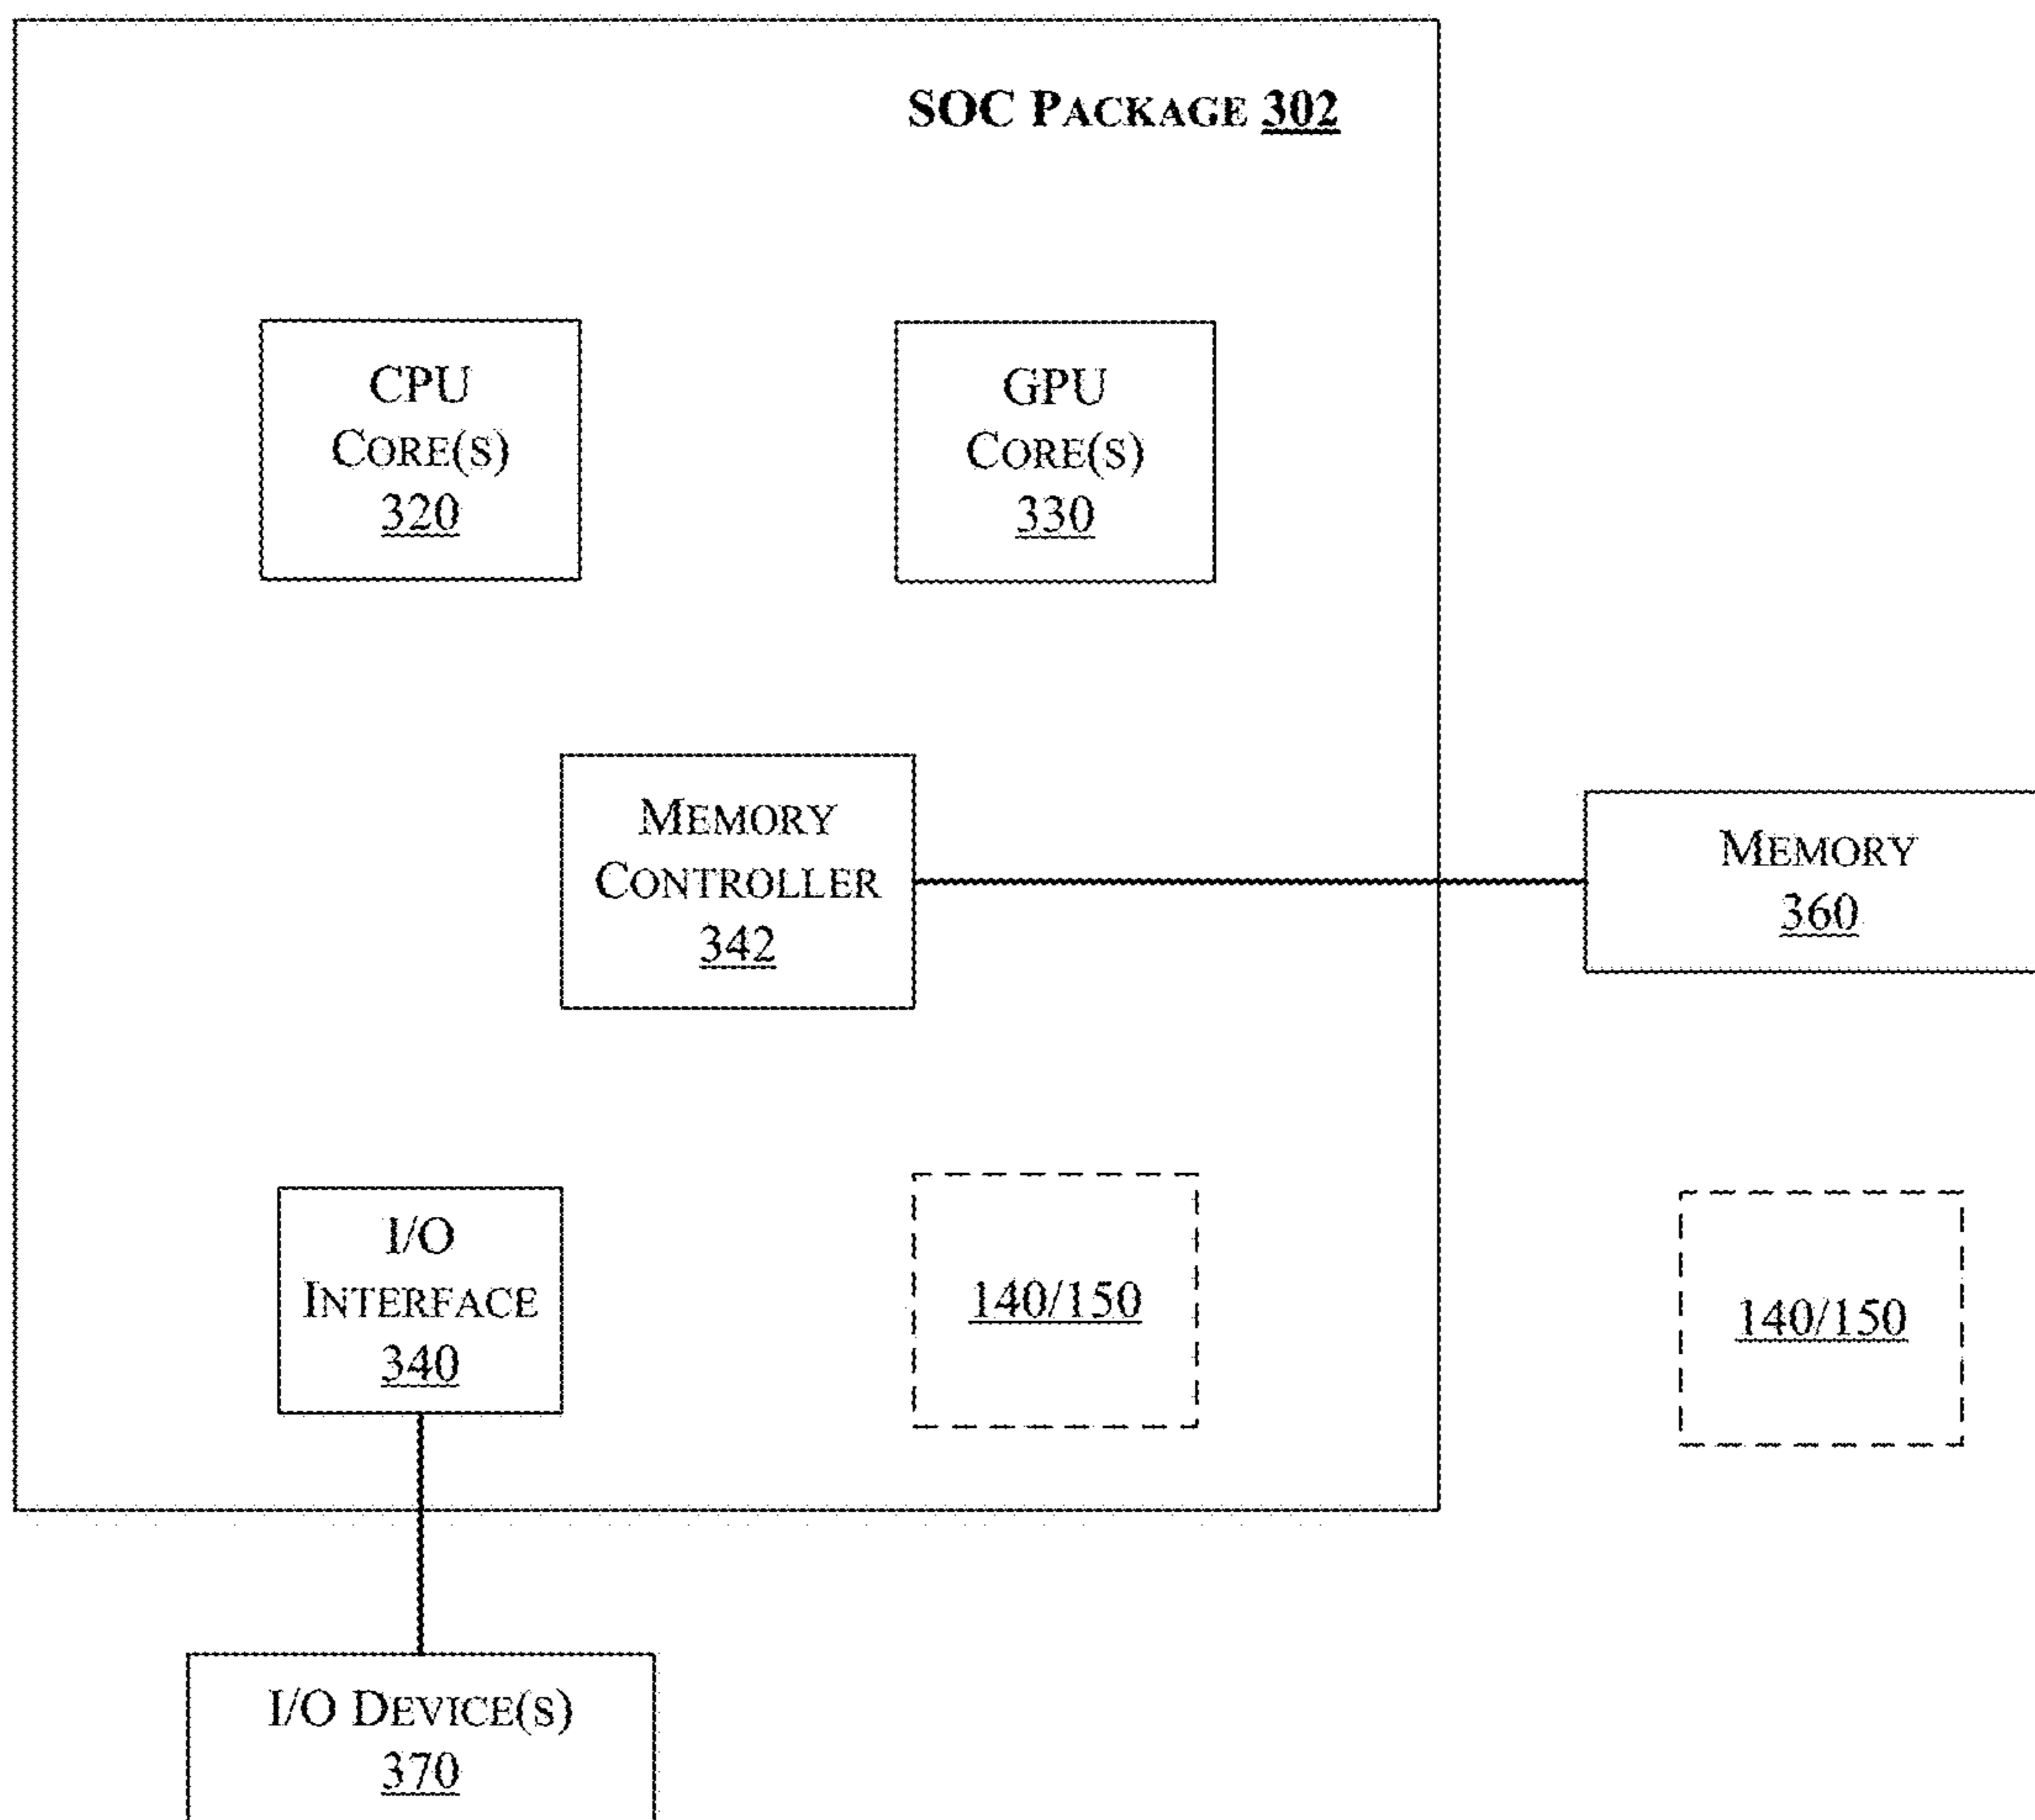 SOC PACKAGE 302
CPU
CORE(S)
320
GPU
CORE(S)
330
MEMORY
CONTROLLER
342
MEMORY
360
I/O
INTERFACE
340
140/150
140/150
I/O DEVICE(S)
370